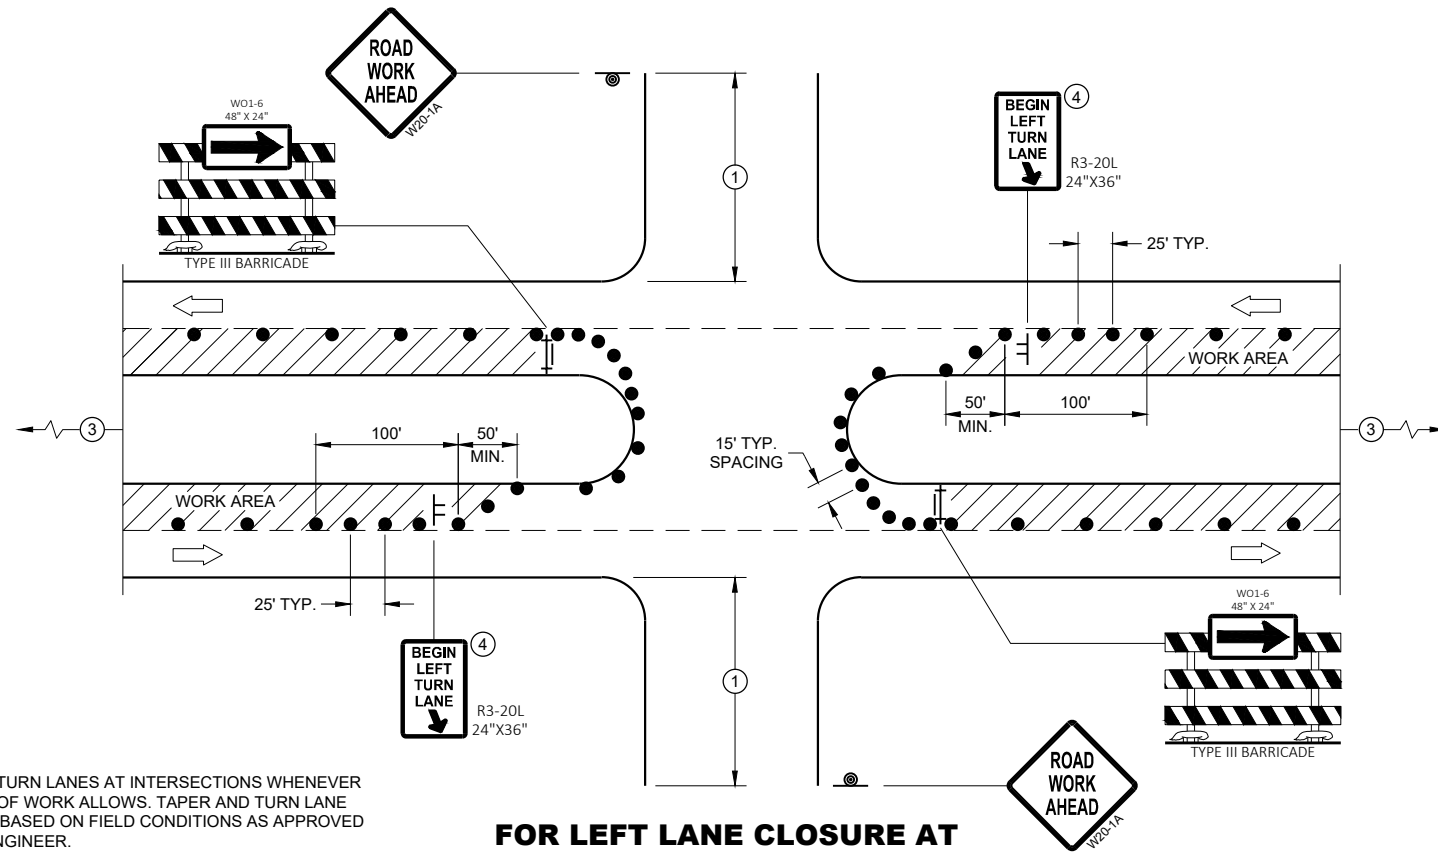 ROAD
WORK
AHEAD
W20-1A
WO1-6
48" X 24"
TYPE III BARRICADE
1
BEGIN
LEFT
TURN
LANE
4
R3-20L
24"X36"
25' TYP.
WORK AREA
50'
MIN.
100'
3
3
100'
50'
MIN.
15' TYP.
SPACING
WORK AREA
25' TYP.
BEGIN
LEFT
TURN
LANE
4
R3-20L
24"X36"
1
WO1-6
48" X 24"
TYPE III BARRICADE
ROAD
WORK
AHEAD
W20-1A
TURN LANES AT INTERSECTIONS WHENEVER
OF WORK ALLOWS. TAPER AND TURN LANE
BASED ON FIELD CONDITIONS AS APPROVED
NGINEER.
FOR LEFT LANE CLOSURE AT